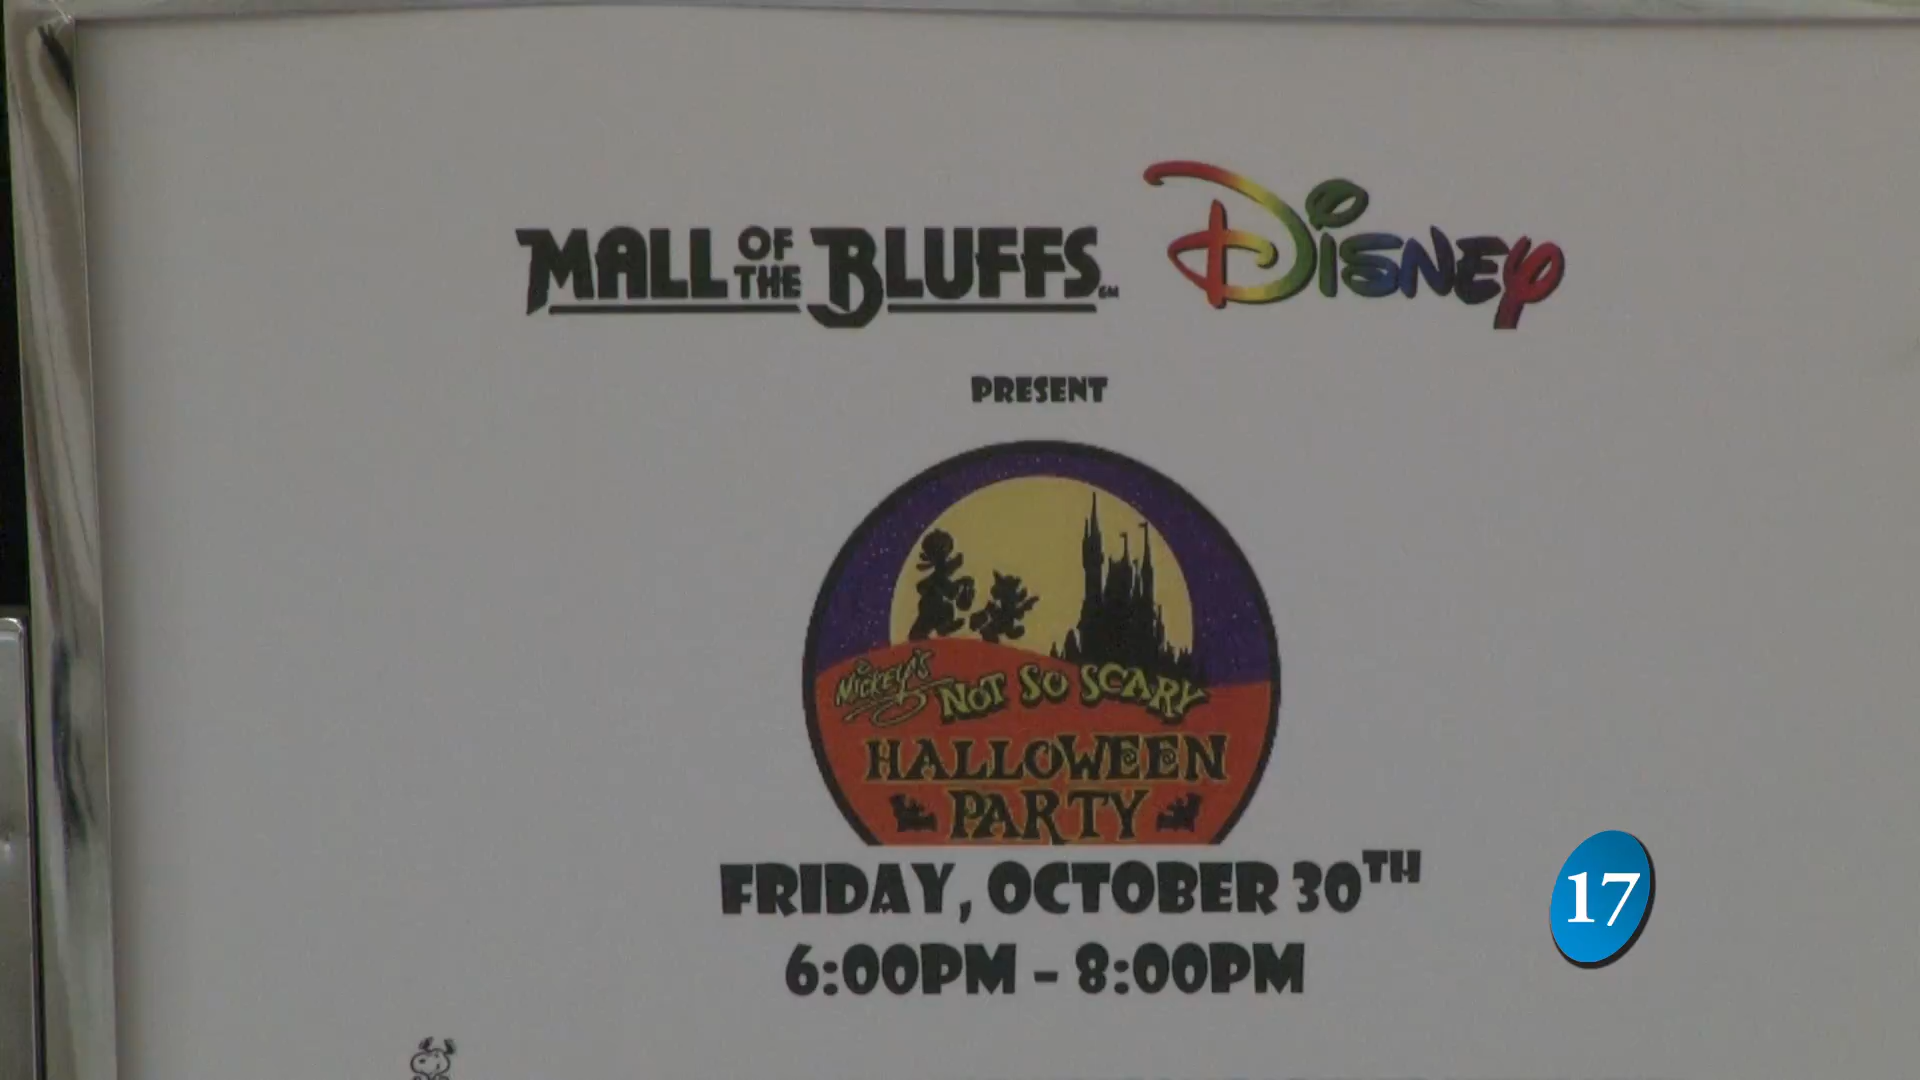 MALL OF THE BLUFFS SM DISNEY
PRESENT
MICKEY'S NOT SO SCARY
HALLOWEEN
PARTY
FRIDAY, OCTOBER 30TH
6:00PM - 8:00PM
17